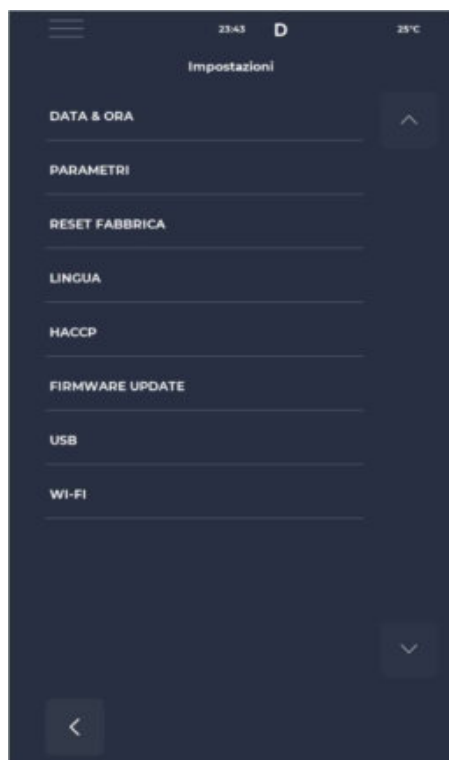 23:43 D 25°C
Impostazioni
DATA & ORA
PARAMETRI
RESET FABBRICA
LINGUA
HACCP
FIRMWARE UPDATE
USB
WI-FI